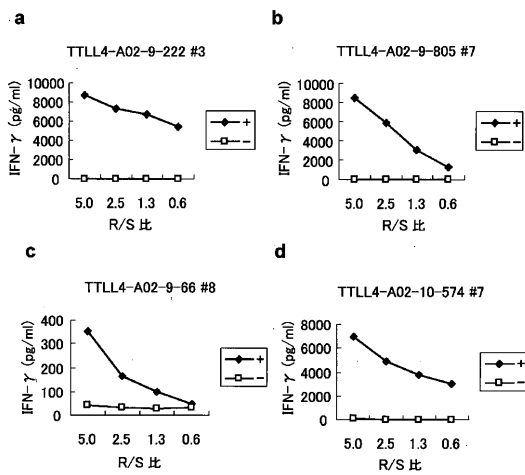 a
TTLL4-A02-9-222 #3
10000
8000
6000
4000
2000
0
IFN-γ (pg/ml)
5.0 2.5 1.3 0.6
R/S 比
+
-
b
TTLL4-A02-9-805 #7
10000
8000
6000
4000
2000
0
IFN-γ (pg/ml)
5.0 2.5 1.3 0.6
R/S 比
+
-
c
TTLL4-A02-9-66 #8
400
300
200
100
0
IFN-γ (pg/ml)
5.0 2.5 1.3 0.6
R/S 比
+
-
d
TTLL4-A02-10-574 #7
8000
6000
4000
2000
0
IFN-γ (pg/ml)
5.0 2.5 1.3 0.6
R/S 比
+
-